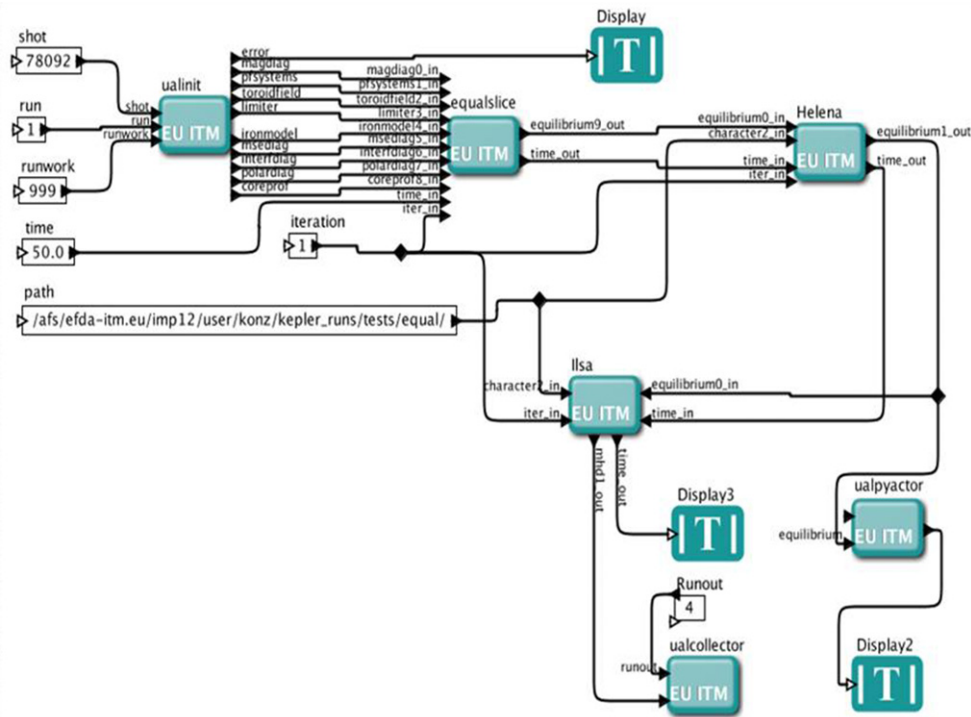 shot
78092
run
1
runwork
999
time
50.0
path
/afs/efda-itm.eu/imp12/user/konz/kepler_runs/tests/equal/
ualinit
shot
run
runwork
EU ITM
error
magdiag
pfsystems
toroidfield
limiter
ironmodel
msediag
interfdiag
polardiag
coreprof
iteration
1
Display
T
magdiag0_in
pfsystems1_in
toroidfield2_in
limiter3_in
ironmodel4_in
msediag5_in
interfdiag6_in
polardiag7_in
coreprof8_in
time_in
iter_in
equalslice
EU ITM
equilibrium9_out
time_out
Helena
equilibrium0_in
character2_in
time_in
iter_in
EU ITM
equilibrium1_out
time_out
Ilsa
character2_in
iter_in
EU ITM
equilibrium0_in
time_in
mhd1_out
time_out
Display3
T
Runout
4
ualcollector
runout
EU ITM
ualpyactor
equilibrium
EU ITM
Display2
T